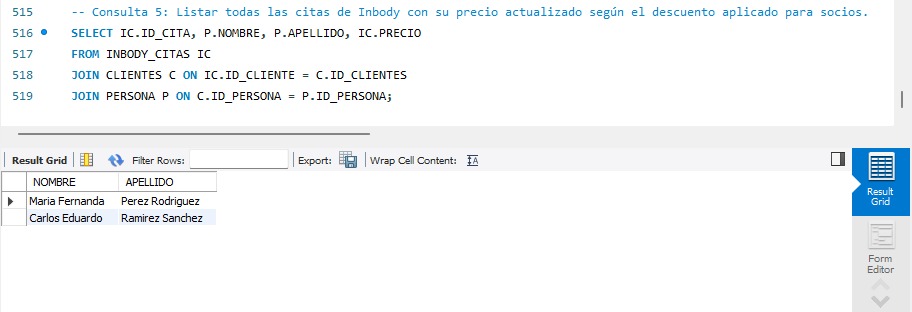 515 -- Consulta 5: Listar todas las citas de Inbody con su precio actualizado según el descuento aplicado para socios.
516 SELECT IC.ID_CITA, P.NOMBRE, P.APELLIDO, IC.PRECIO
517 FROM INBODY_CITAS IC
518 JOIN CLIENTES C ON IC.ID_CLIENTE = C.ID_CLIENTES
519 JOIN PERSONA P ON C.ID_PERSONA = P.ID_PERSONA;
Result Grid Filter Rows: Export: Wrap Cell Content:
NOMBRE APELLIDO
Maria Fernanda Perez Rodriguez
Carlos Eduardo Ramirez Sanchez
Result
Grid
Form
Editor